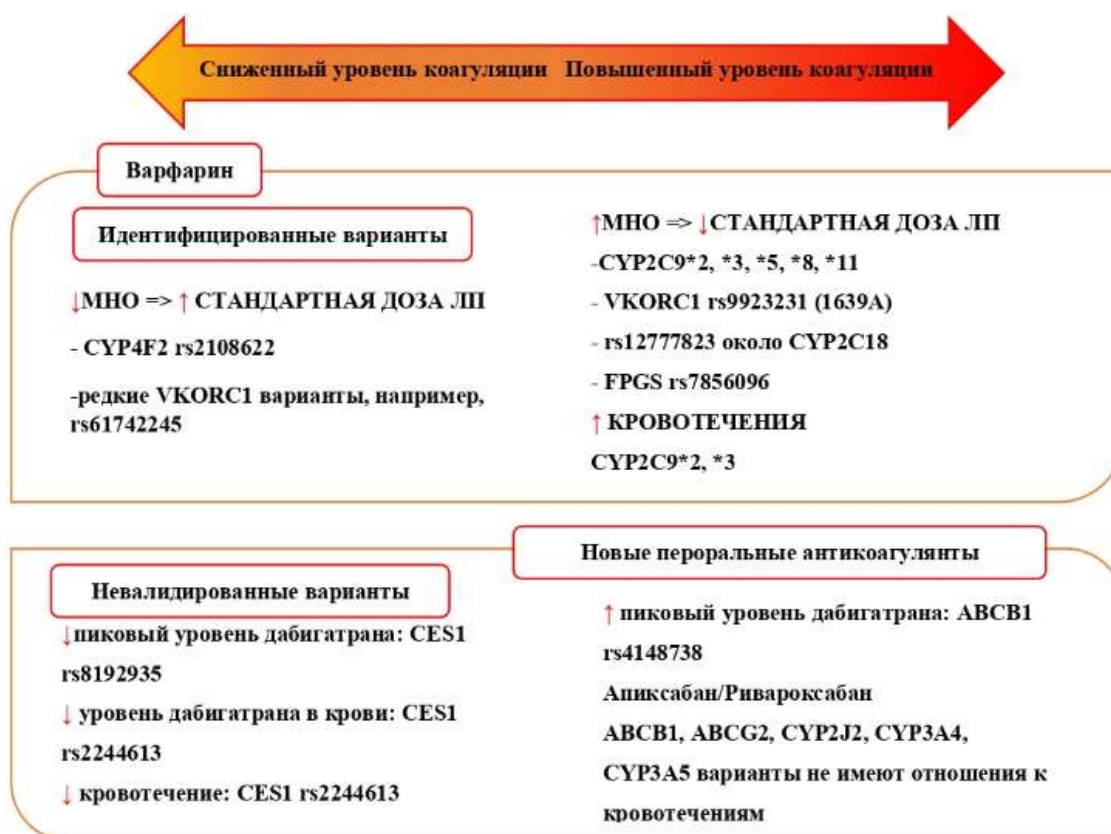 Сниженный уровень коагуляции Повышенный уровень коагуляции
Варфарин
Идентифицированные варианты
↓МНО => ↑ СТАНДАРТНАЯ ДОЗА ЛП
- CYP4F2 rs2108622
-редкие VKORC1 варианты, например,
rs61742245
↑МНО => ↓СТАНДАРТНАЯ ДОЗА ЛП
-CYP2C9*2, *3, *5, *8, *11
- VKORC1 rs9923231 (1639A)
- rs12777823 около CYP2C18
- FPGS rs7856096
↑ КРОВОТЕЧЕНИЯ
CYP2C9*2, *3
Новые пероральные антикоагулянты
Невалидированные варианты
↓пиковый уровень дабигатрана: CES1
rs8192935
↓ уровень дабигатрана в крови: CES1
rs2244613
↓ кровотечение: CES1 rs2244613
↑ пиковый уровень дабигатрана: ABCB1
rs4148738
Апиксабан/Ривароксабан
ABCB1, ABCG2, CYP2J2, CYP3A4,
CYP3A5 варианты не имеют отношения к
кровотечениям